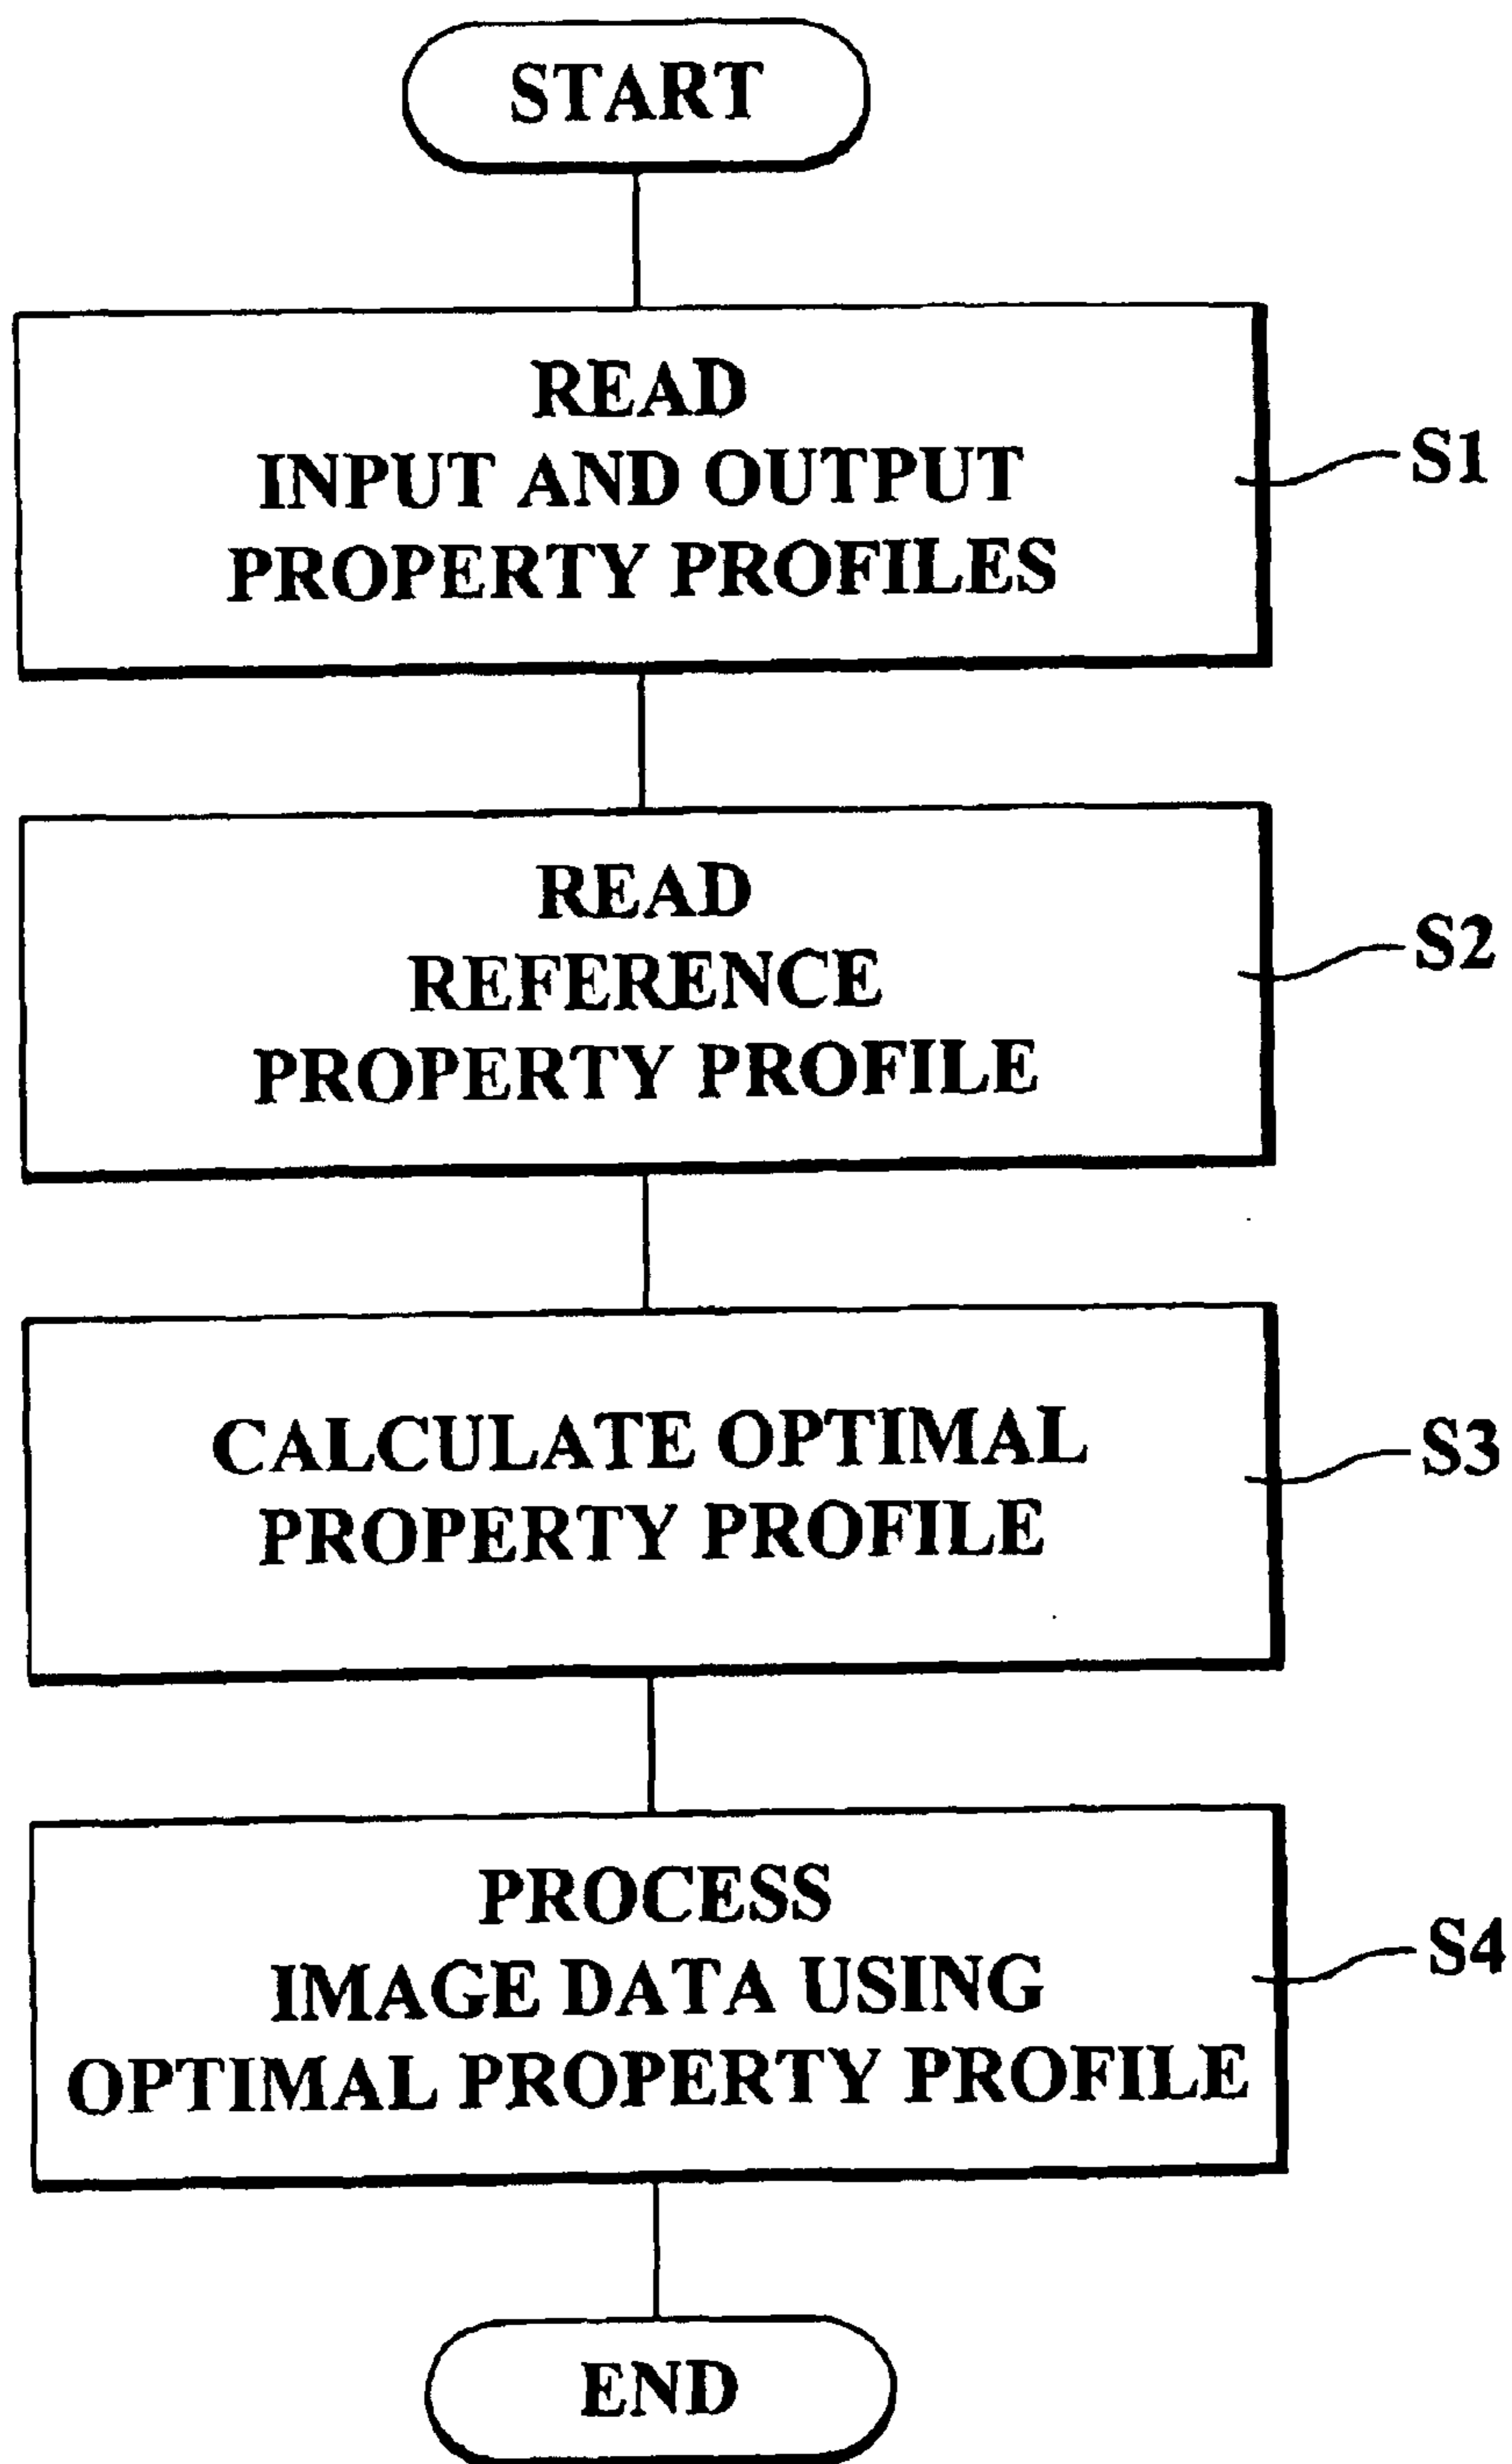 START
READ
INPUT AND OUTPUT
PROPERTY PROFILES
S1
READ
REFERENCE
PROPERTY PROFILE
S2
CALCULATE OPTIMAL
PROPERTY PROFILE
S3
PROCESS
IMAGE DATA USING
OPTIMAL PROPERTY PROFILE
S4
END